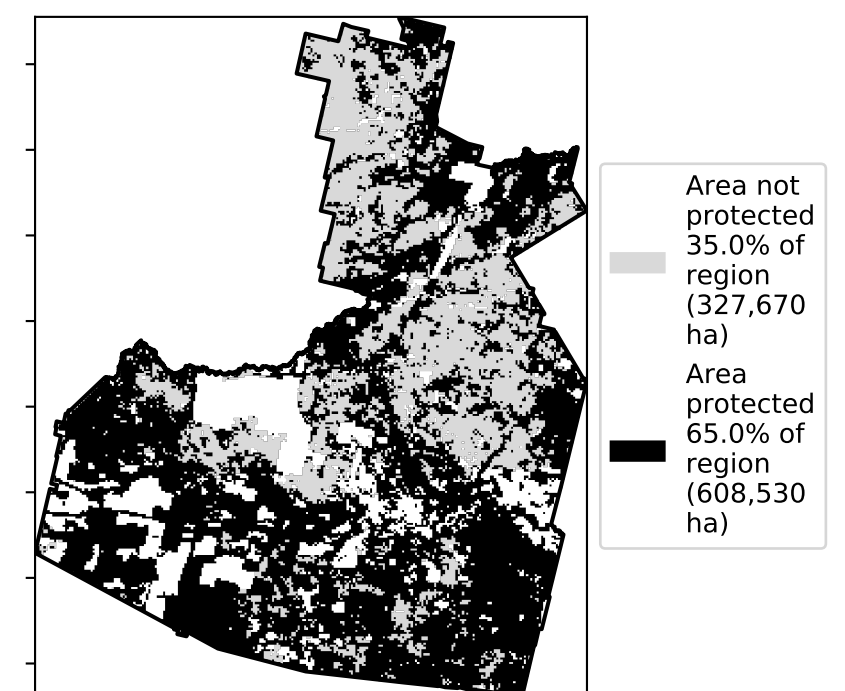 Area not
protected
35.0% of
region
(327,670
ha)
Area
protected
65.0% of
region
(608,530
ha)